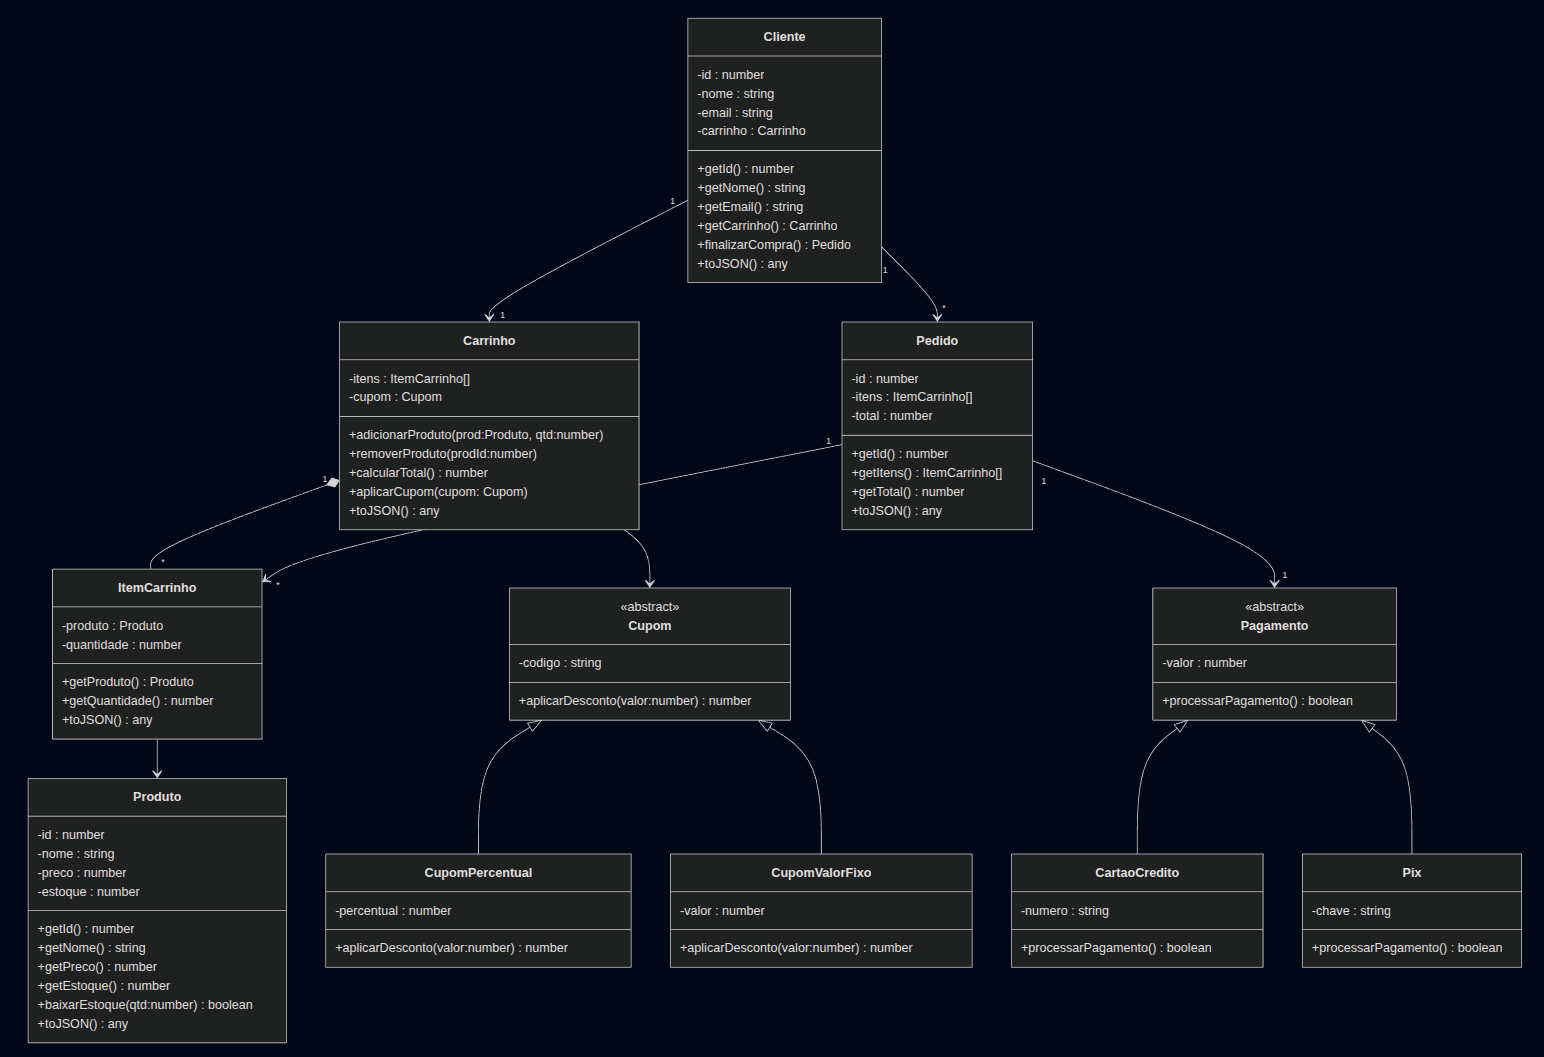 Cliente
-id : number
-nome : string
-email : string
-carrinho : Carrinho
+getId() : number
+getNome() : string
+getEmail() : string
+getCarrinho() : Carrinho
+finalizarCompra() : Pedido
+toJSON() : any
1
1
1
*
Carrinho
-itens : ItemCarrinho[]
-cupom : Cupom
+adicionarProduto(prod:Produto, qtd:number)
+removerProduto(prodId:number)
+calcularTotal() : number
+aplicarCupom(cupom: Cupom)
+toJSON() : any
Pedido
-id : number
-itens : ItemCarrinho[]
-total : number
+getId() : number
+getItens() : ItemCarrinho[]
+getTotal() : number
+toJSON() : any
1
*
1
*
1
1
ItemCarrinho
-produto : Produto
-quantidade : number
+getProduto() : Produto
+getQuantidade() : number
+toJSON() : any
«abstract»
Cupom
-codigo : string
+aplicarDesconto(valor:number) : number
«abstract»
Pagamento
-valor : number
+processarPagamento() : boolean
Produto
-id : number
-nome : string
-preco : number
-estoque : number
+getId() : number
+getNome() : string
+getPreco() : number
+getEstoque() : number
+baixarEstoque(qtd:number) : boolean
+toJSON() : any
CupomPercentual
-percentual : number
+aplicarDesconto(valor:number) : number
CupomValorFixo
-valor : number
+aplicarDesconto(valor:number) : number
CartaoCredito
-numero : string
+processarPagamento() : boolean
Pix
-chave : string
+processarPagamento() : boolean